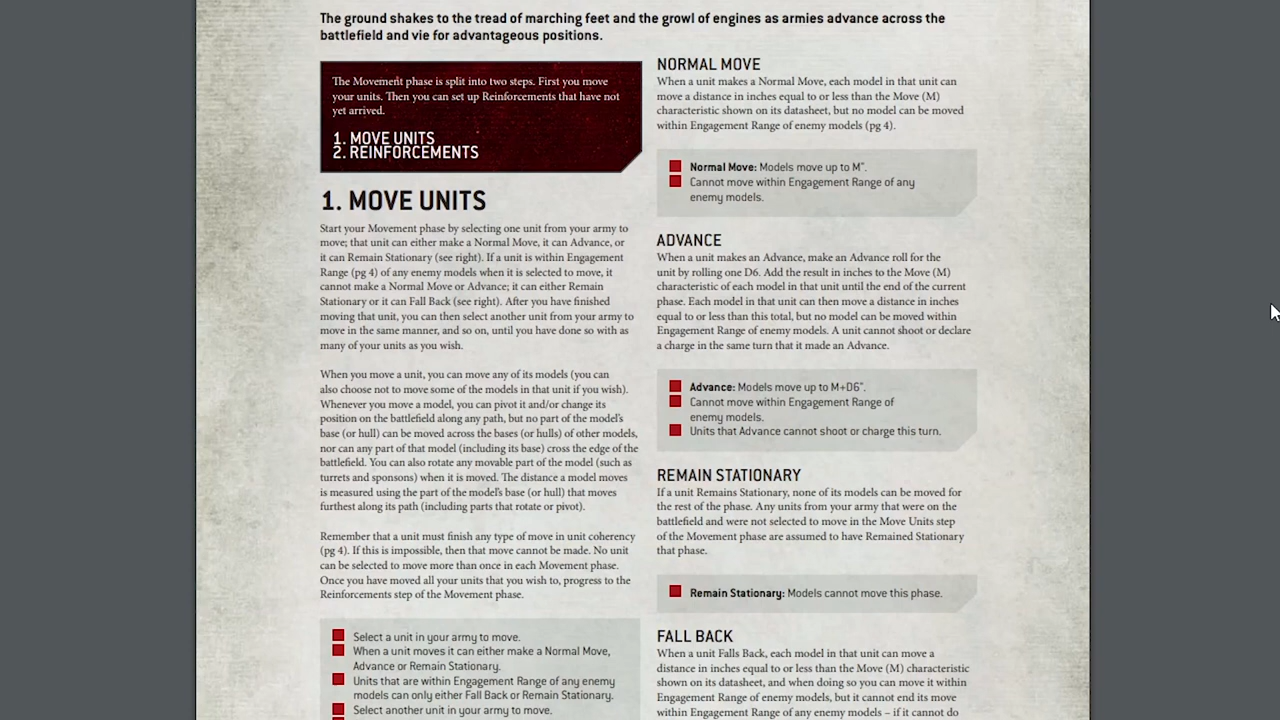 The ground shakes to the tread of marching feet and the growl of engines as armies advance across the
battlefield and vie for advantageous positions.
The Movement phase is split into two steps. First you move
your units. Then you can set up Reinforcements that have not
yet arrived.
1. MOVE UNITS
2. REINFORCEMENTS
1. MOVE UNITS
Start your Movement phase by selecting one unit from your army to
move; that unit can either make a Normal Move, it can Advance, or
it can Remain Stationary (see right). If a unit is within Engagement
Range (pg 4) of any enemy models when it is selected to move, it
cannot make a Normal Move or Advance; it can either Remain
Stationary or it can Fall Back (see right). After you have finished
moving that unit, you can then select another unit from your army to
move in the same manner, and so on, until you have done so with as
many of your units as you wish.
When you move a unit, you can move any of its models (you can
also choose not to move some of the models in that unit if you wish).
Whenever you move a model, you can pivot it and/or change its
position on the battlefield along any path, but no part of the model's
base (or hull) can be moved across the bases (or hulls) of other models,
nor can any part of that model (including its base) cross the edge of the
battlefield. You can also rotate any movable part of the model (such as
turrets and sponsons) when it is moved. The distance a model moves
is measured using the part of the model's base (or hull) that moves
furthest along its path (including parts that rotate or pivot).
Remember that a unit must finish any type of move in unit coherency
(pg 4). If this is impossible, then that move cannot be made. No unit
can be selected to move more than once in each Movement phase.
Once you have moved all your units that you wish to, progress to the
Reinforcements step of the Movement phase.
Select a unit in your army to move.
When a unit moves it can either make a Normal Move,
Advance or Remain Stationary.
Units that are within Engagement Range of any enemy
models can only either Fall Back or Remain Stationary.
Select another unit in your army to move.
NORMAL MOVE
When a unit makes a Normal Move, each model in that unit can
move a distance in inches equal to or less than the Move (M)
characteristic shown on its datasheet, but no model can be moved
within Engagement Range of enemy models (pg 4).
Normal Move: Models move up to M".
Cannot move within Engagement Range of any
enemy models.
ADVANCE
When a unit makes an Advance, make an Advance roll for the
unit by rolling one D6. Add the result in inches to the Move (M)
characteristic of each model in that unit until the end of the current
phase. Each model in that unit can then move a distance in inches
equal to or less than this total, but no model can be moved within
Engagement Range of enemy models. A unit cannot shoot or declare
a charge in the same turn that it made an Advance.
Advance: Models move up to M+D6".
Cannot move within Engagement Range of
enemy models.
Units that Advance cannot shoot or charge this turn.
REMAIN STATIONARY
If a unit Remains Stationary, none of its models can be moved for
the rest of the phase. Any units from your army that were on the
battlefield and were not selected to move in the Move Units step
of the Movement phase are assumed to have Remained Stationary
that phase.
Remain Stationary: Models cannot move this phase.
FALL BACK
When a unit Falls Back, each model in that unit can move a
distance in inches equal to or less than the Move (M) characteristic
shown on its datasheet, and when doing so you can move it within
Engagement Range of enemy models, but it cannot end its move
within Engagement Range of any enemy models – if it cannot do